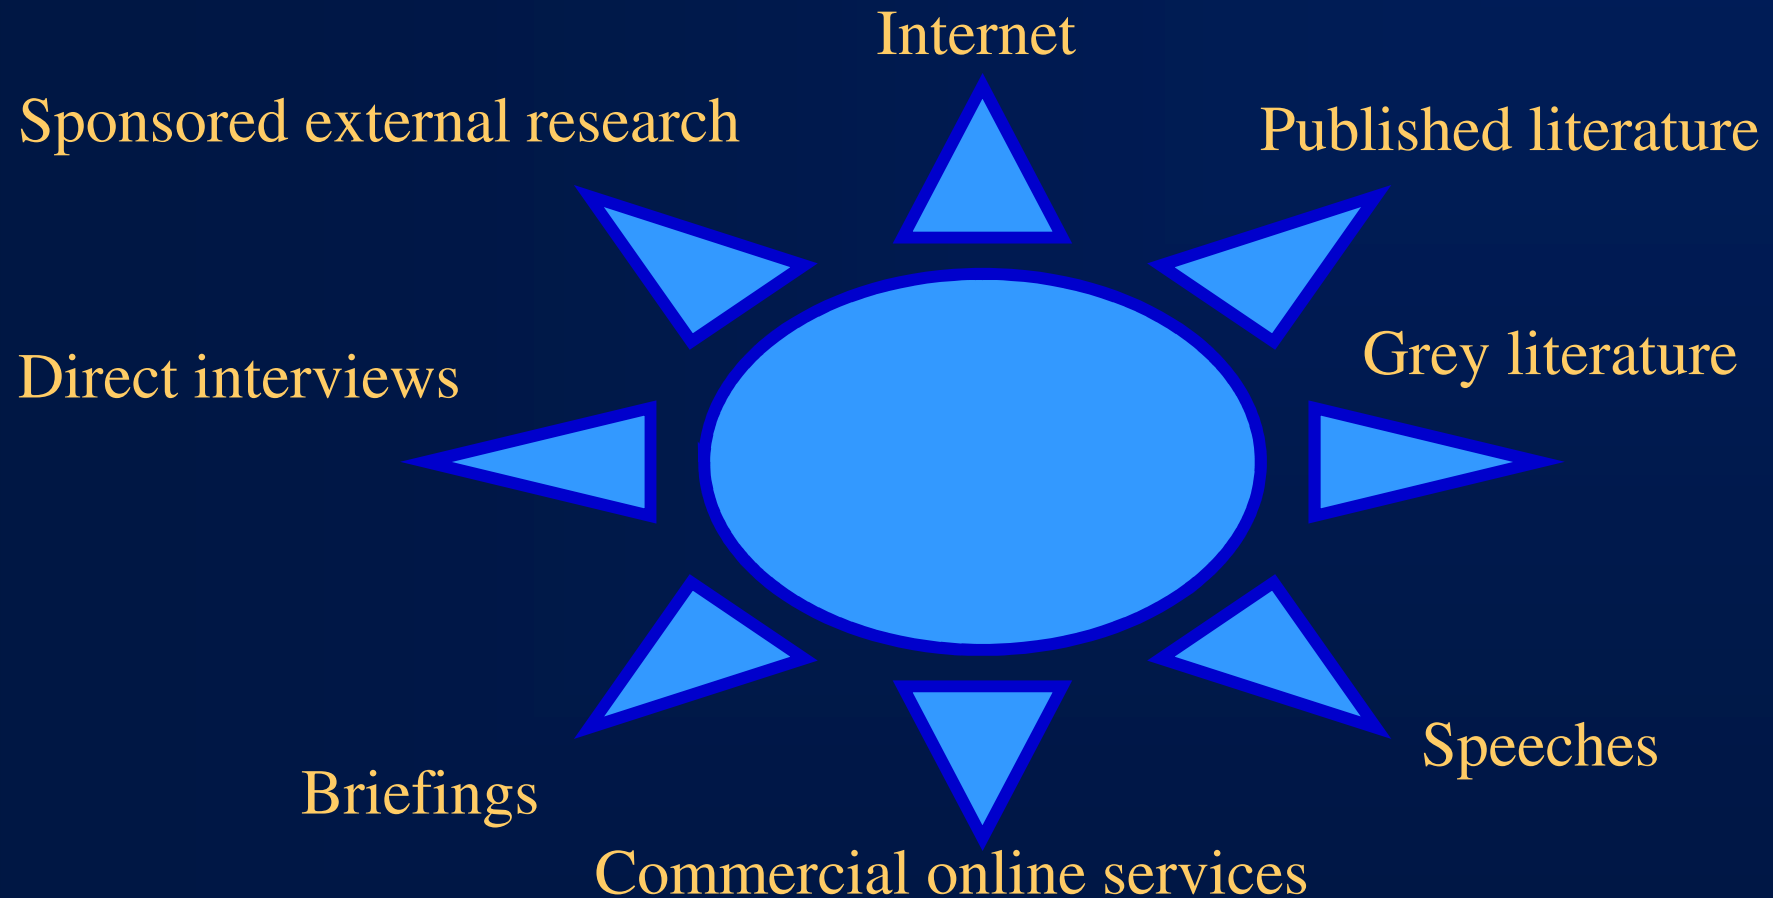 Internet
Sponsored external research
Published literature
Direct interviews
Grey literature
Briefings
Speeches
Commercial online services